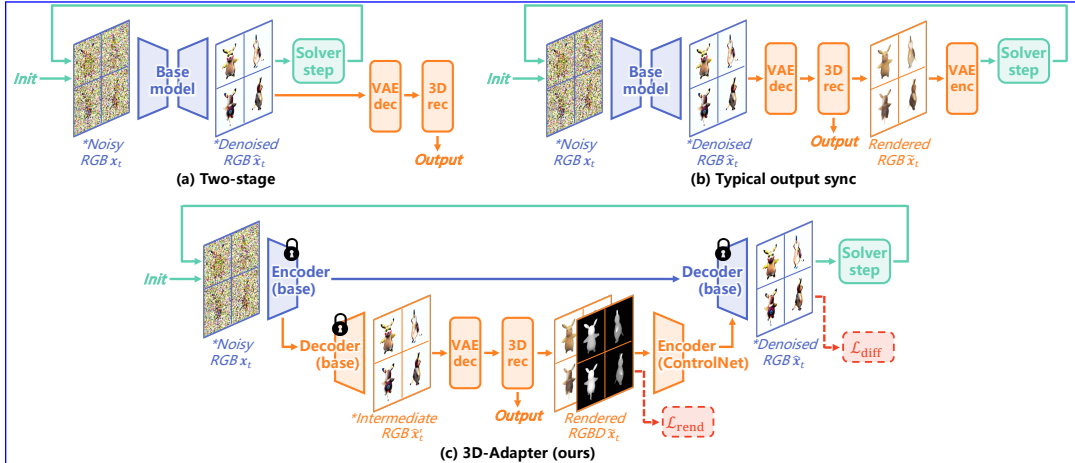 Init
Base
model
Solver
step
VAE
dec
3D
rec
*Noisy
RGB x_t
*Denoised
RGB x̂_t
Output
(a) Two-stage
Init
Base
model
VAE
dec
3D
rec
VAE
enc
Solver
step
*Noisy
RGB x_t
*Denoised
RGB x̂_t
Output
Rendered
RGB x̃_t
(b) Typical output sync
Init
Encoder
(base)
Decoder
(base)
Solver
step
*Noisy
RGB x_t
Decoder
(base)
VAE
dec
3D
rec
Encoder
(ControlNet)
*Denoised
RGB x̂_t
ℒ_diff
*Intermediate
RGB x̂′_t
Output
Rendered
RGBD x̃_t
ℒ_rend
(c) 3D-Adapter (ours)